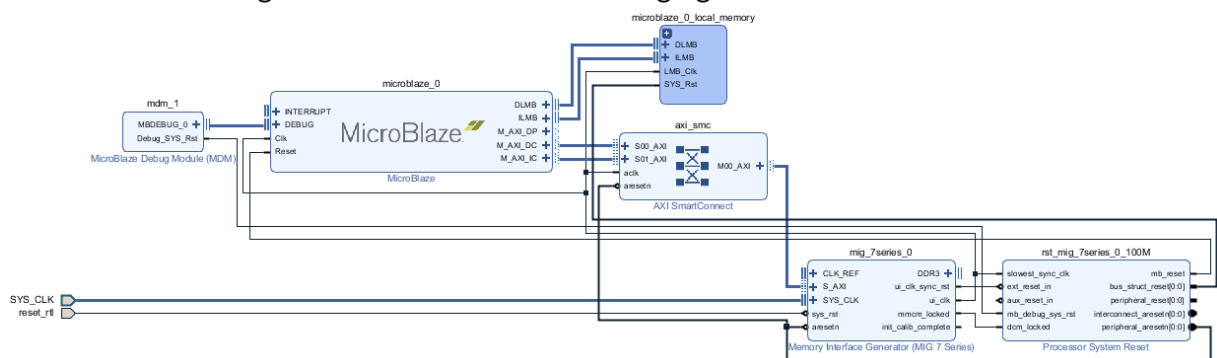 microblaze_0_local_memory
DLMB
ILMB
LMB_Clk
SYS_Rst
microblaze_0
INTERRUPT
DEBUG
Clk
Reset
MicroBlaze
DLMB
ILMB
M_AXI_DP
M_AXI_DC
M_AXI_IC
MicroBlaze
mdm_1
MBDEBUG_0
Debug_SYS_Rst
MicroBlaze Debug Module (MDM)
axi_smc
S00_AXI
S01_AXI
aclk
aresetn
M00_AXI
AXI SmartConnect
mig_7series_0
CLK_REF
S_AXI
SYS_CLK
sys_rst
aresetn
DDR3
ui_clk_sync_rst
ui_clk
mmcm_locked
init_calib_complete
Memory Interface Generator (MIG 7 Series)
rst_mig_7series_0_100M
slowest_sync_clk
ext_reset_in
aux_reset_in
mb_debug_sys_rst
dcm_locked
mb_reset
bus_struct_reset[0:0]
peripheral_reset[0:0]
interconnect_aresetn[0:0]
peripheral_aresetn[0:0]
Processor System Reset
SYS_CLK
reset_rtl